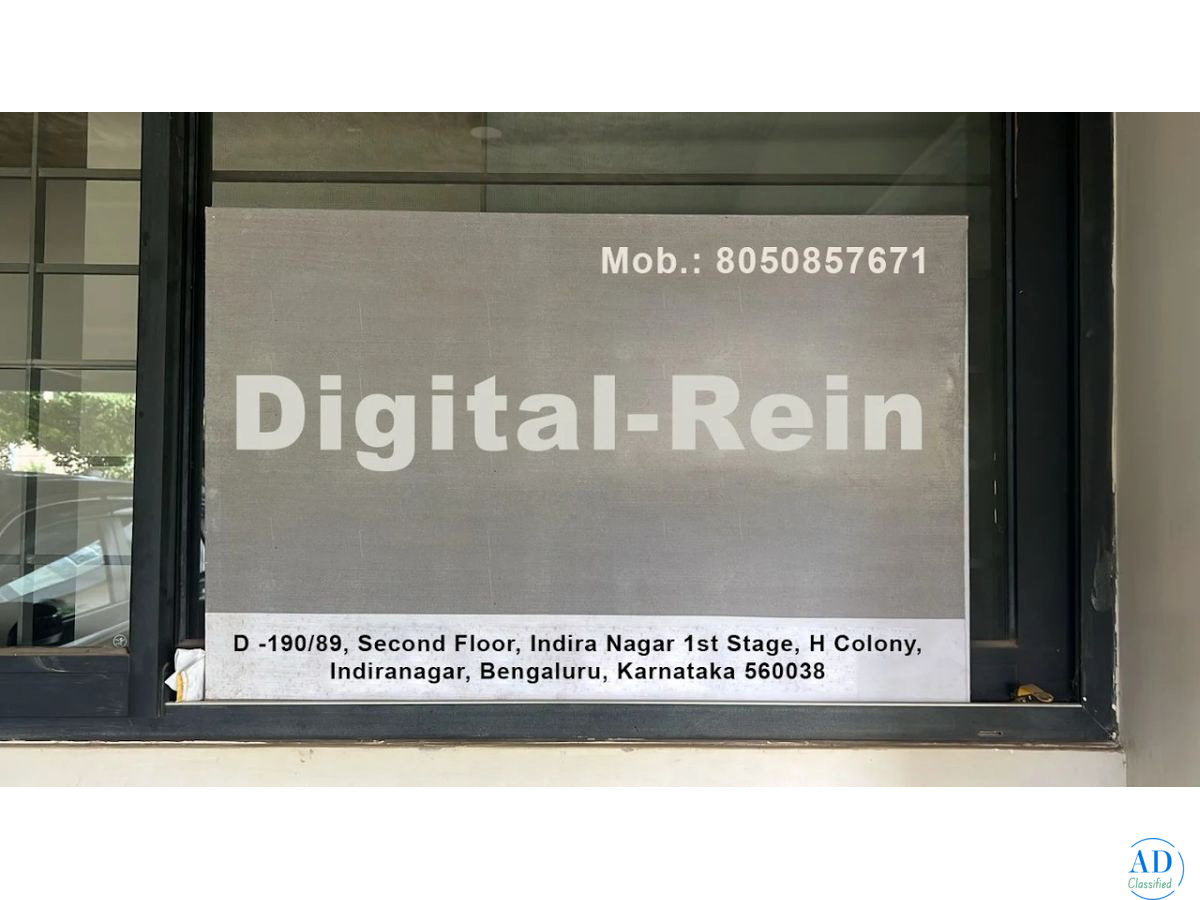 Mob.: 8050857671
Digital-Rein
D -190/89, Second Floor, Indira Nagar 1st Stage, H Colony,
Indiranagar, Bengaluru, Karnataka 560038
AD
Classified